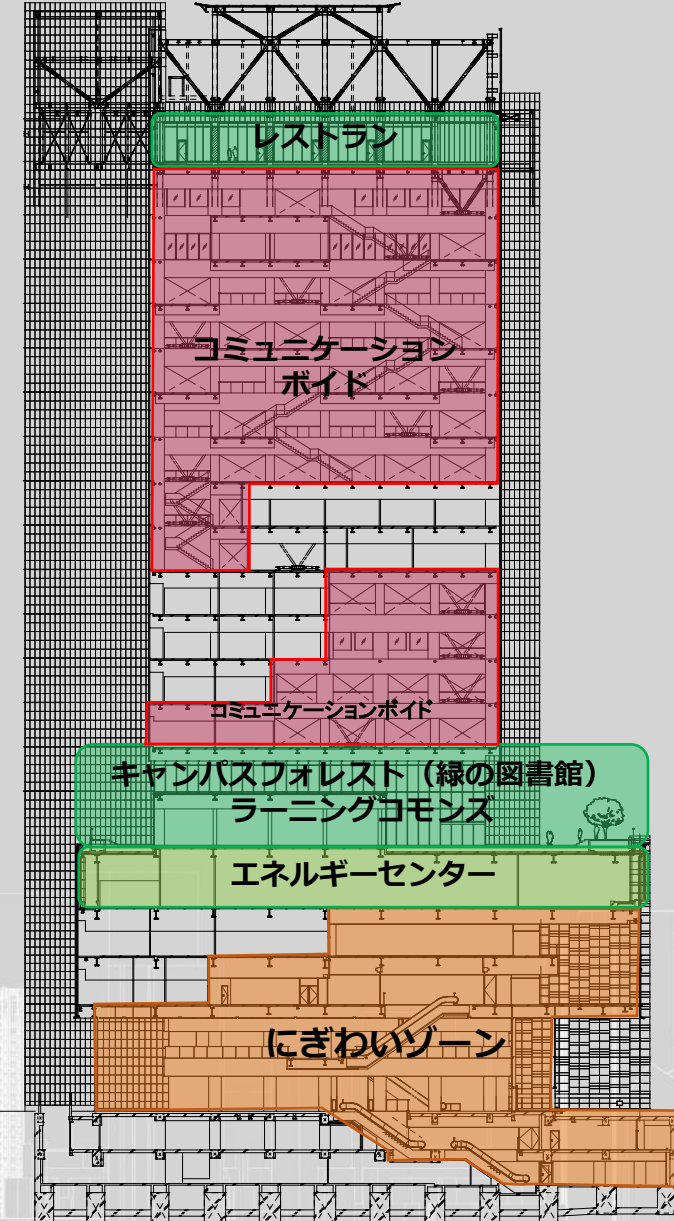 レストラン
コミュニケーション
ボイド
コミュニケーションボイド
キャンパスフォレスト（緑の図書館）
ラーニングコモンズ
エネルギーセンター
にぎわいゾーン